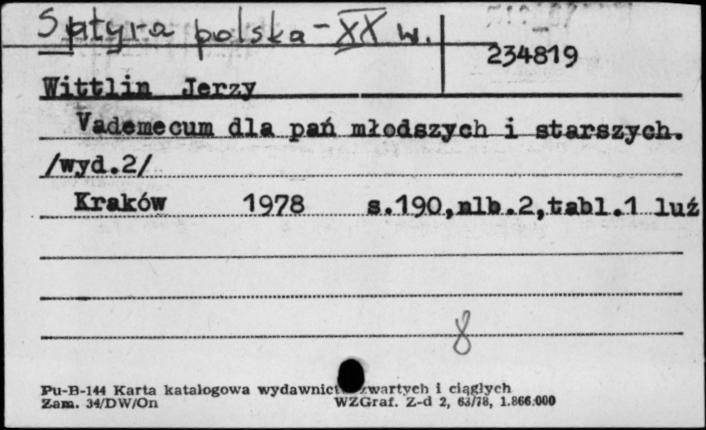 Satyra polska - XX w.
234819
Wittlin Jerzy
Vademecum dla pań młodszych i starszych.
/wyd.2/
Kraków 1978 s.190,nlb.2,tabl.1 luź
8
Pu-B-144 Karta katalogowa wydawnict zwartych i ciągłych
Zam. 34/DW/On WZGraf. Z-d 2, 63/78, 1.866.000